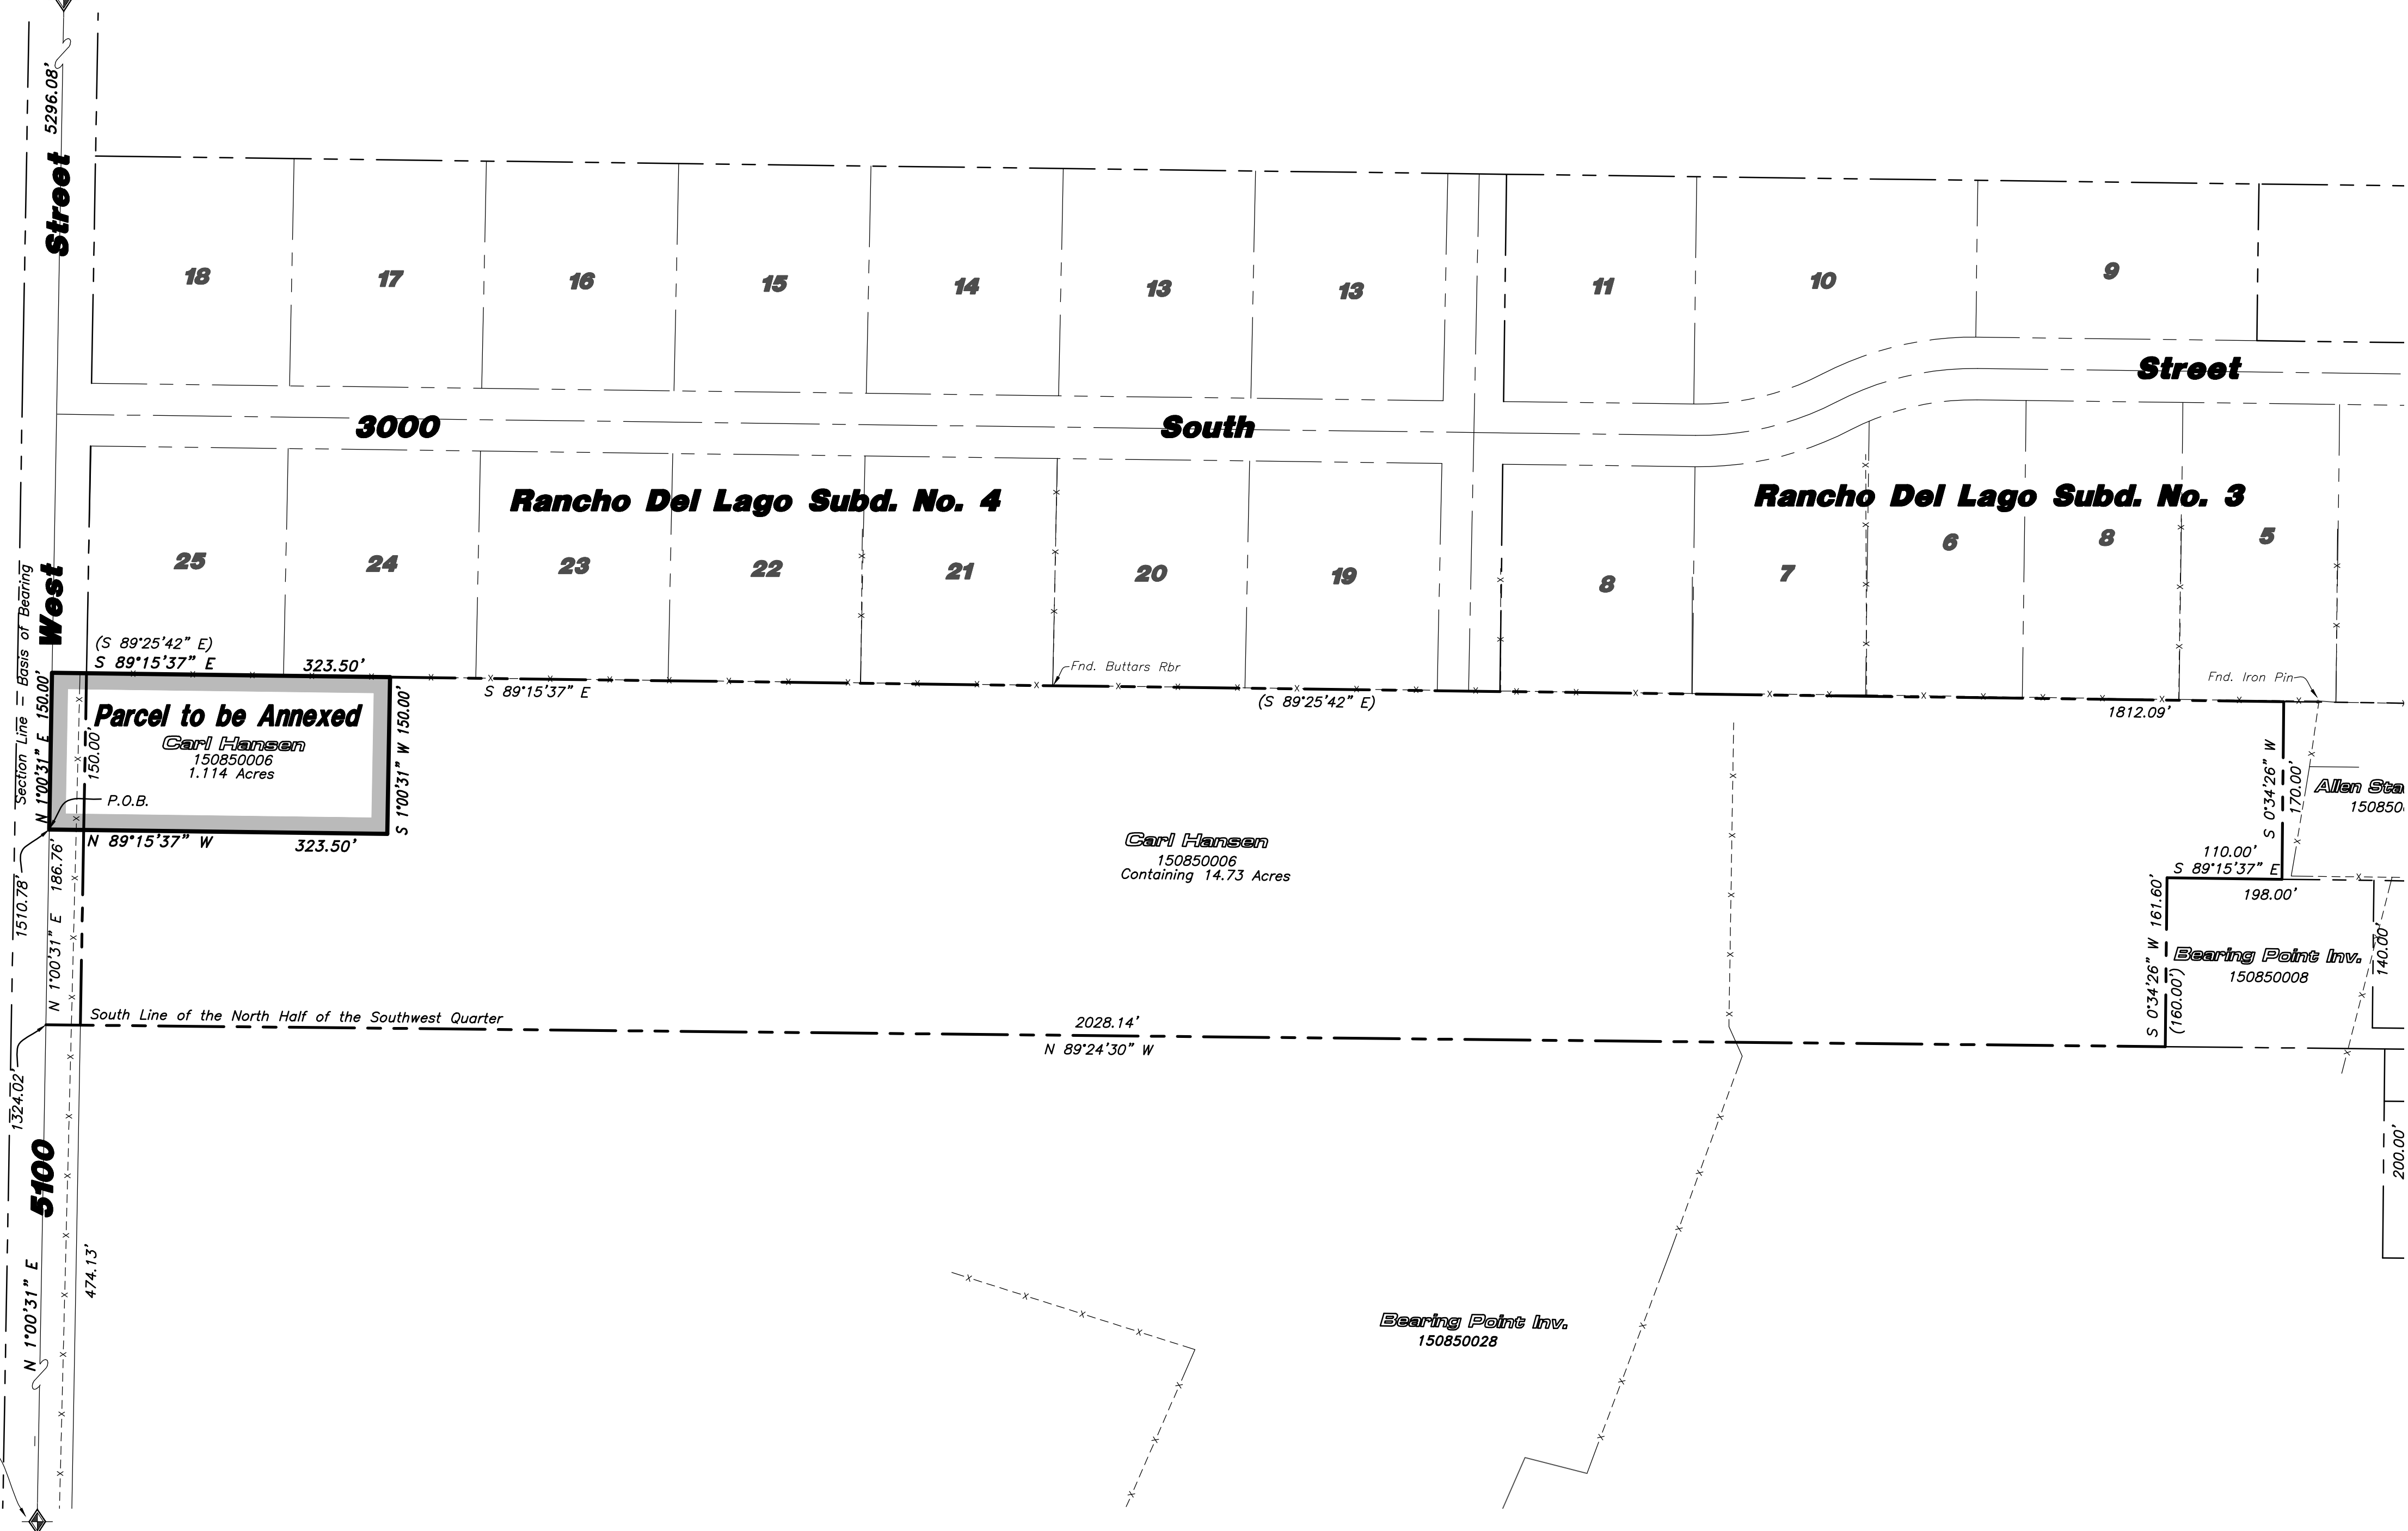 5296.08'
Street
18
17
16
15
14
13
13
11
10
9
3000
South
Street
Rancho Del Lago Subd. No. 4
Rancho Del Lago Subd. No. 3
25
24
23
22
21
20
19
8
7
6
8
5
West
Section Line - Basis of Bearing
(S 89°25'42" E)
S 89°15'37" E 323.50'
S 89°15'37" E
Fnd. Buttars Rbr
(S 89°25'42" E)
Fnd. Iron Pin
1812.09'
N 1°00'31" E 150.00'
150.00'
Parcel to be Annexed
Carl Hansen
150850006
1.114 Acres
P.O.B.
S 1°00'31" W 150.00'
N 89°15'37" W 323.50'
S 0°34'26" W
170.00'
Allen Sta
150850
Carl Hansen
150850006
Containing 14.73 Acres
110.00'
S 89°15'37" E
198.00'
1510.78'
N 1°00'31" E 186.76'
S 0°34'26" W 161.60'
(160.00')
Bearing Point Inv.
150850008
140.00'
South Line of the North Half of the Southwest Quarter
2028.14'
N 89°24'30" W
1324.02'
5100
200.00'
N 1°00'31" E
474.13'
Bearing Point Inv.
150850028